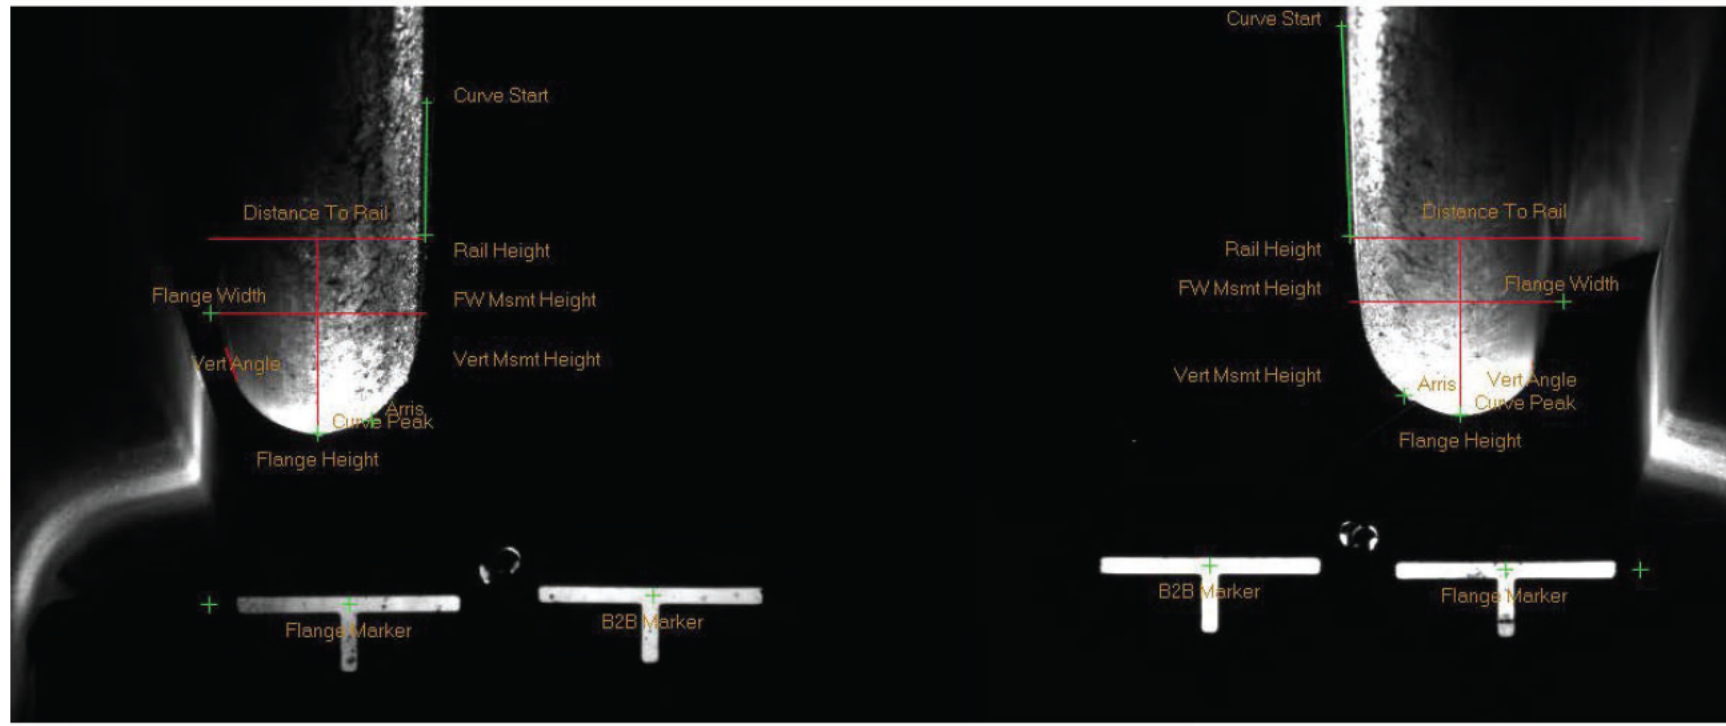 Curve Start
Distance To Rail
Rail Height
Flange Width
FW Msmt Height
Vert Angle
Vert Msmt Height
Arris
Curve Peak
Flange Height
Flange Marker
B2B Marker
Curve Start
Distance To Rail
Rail Height
FW Msmt Height
Flange Width
Vert Msmt Height
Arris
Vert Angle
Curve Peak
Flange Height
B2B Marker
Flange Marker